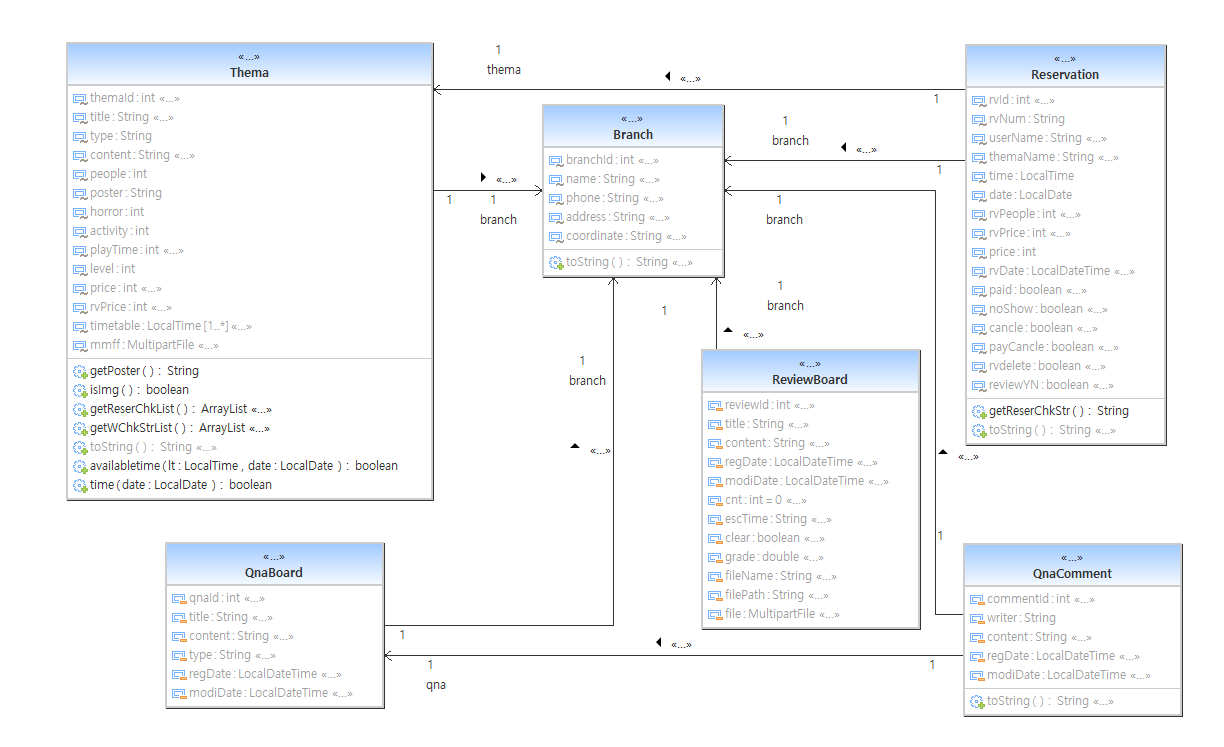 «...»
Thema
themaId : int «...»
title : String «...»
type : String
content : String «...»
people : int
poster : String
horror : int
activity : int
playTime : int «...»
level : int
price : int «...»
rvPrice : int «...»
timetable : LocalTime [1..*] «...»
mmff : MultipartFile «...»
getPoster ( ) : String
isImg ( ) : boolean
getReserChkList ( ) : ArrayList «...»
getWChkStrList ( ) : ArrayList «...»
toString ( ) : String «...»
availabletime ( lt : LocalTime , date : LocalDate ) : boolean
time ( date : LocalDate ) : boolean
1
thema
«...»
1
«...»
Branch
branchId : int «...»
name : String «...»
phone : String «...»
address : String «...»
coordinate : String «...»
toString ( ) : String «...»
«...»
1
1
branch
1
branch
«...»
1
1
branch
1
branch
1
«...»
1
branch
«...»
1
«...»
Reservation
rvId : int «...»
rvNum : String
userName : String «...»
themaName : String «...»
time : LocalTime
date : LocalDate
rvPeople : int «...»
rvPrice : int «...»
price : int
rvDate : LocalDateTime «...»
paid : boolean «...»
noShow : boolean «...»
cancle : boolean «...»
payCancle : boolean «...»
rvdelete : boolean «...»
reviewYN : boolean «...»
getReserChkStr ( ) : String
toString ( ) : String «...»
«...»
1
«...»
ReviewBoard
reviewId : int «...»
title : String «...»
content : String «...»
regDate : LocalDateTime «...»
modiDate : LocalDateTime «...»
cnt : int = 0 «...»
escTime : String «...»
clear : boolean «...»
grade : double «...»
fileName : String «...»
filePath : String «...»
file : MultipartFile «...»
«...»
QnaBoard
qnaId : int «...»
title : String «...»
content : String «...»
type : String «...»
regDate : LocalDateTime «...»
modiDate : LocalDateTime «...»
1
qna
«...»
1
«...»
QnaComment
commentId : int «...»
writer : String
content : String «...»
regDate : LocalDateTime «...»
modiDate : LocalDateTime «...»
toString ( ) : String «...»